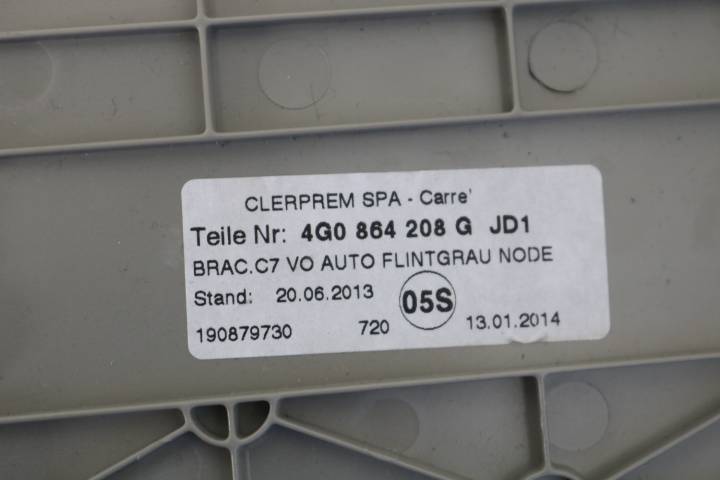 CLERPREM SPA - Carre'
Teile Nr: 4G0 864 208 G JD1
BRAC.C7 VO AUTO FLINTGRAU NODE
Stand: 20.06.2013 05S
190879730 720 13.01.2014